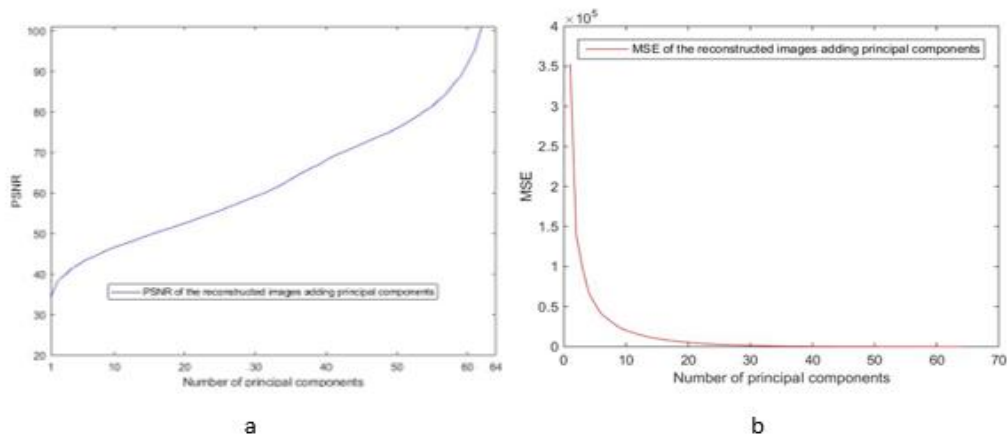 100
90
80
70
60
50
40
30
20
PSNR
PSNR of the reconstructed images adding principal components
1 10 20 30 40 50 60 64
Number of principal components
a
× 10⁵
4
3.5
3
2.5
2
1.5
1
0.5
0
MSE
MSE of the reconstructed images adding principal components
0 10 20 30 40 50 60 70
Number of principal components
b